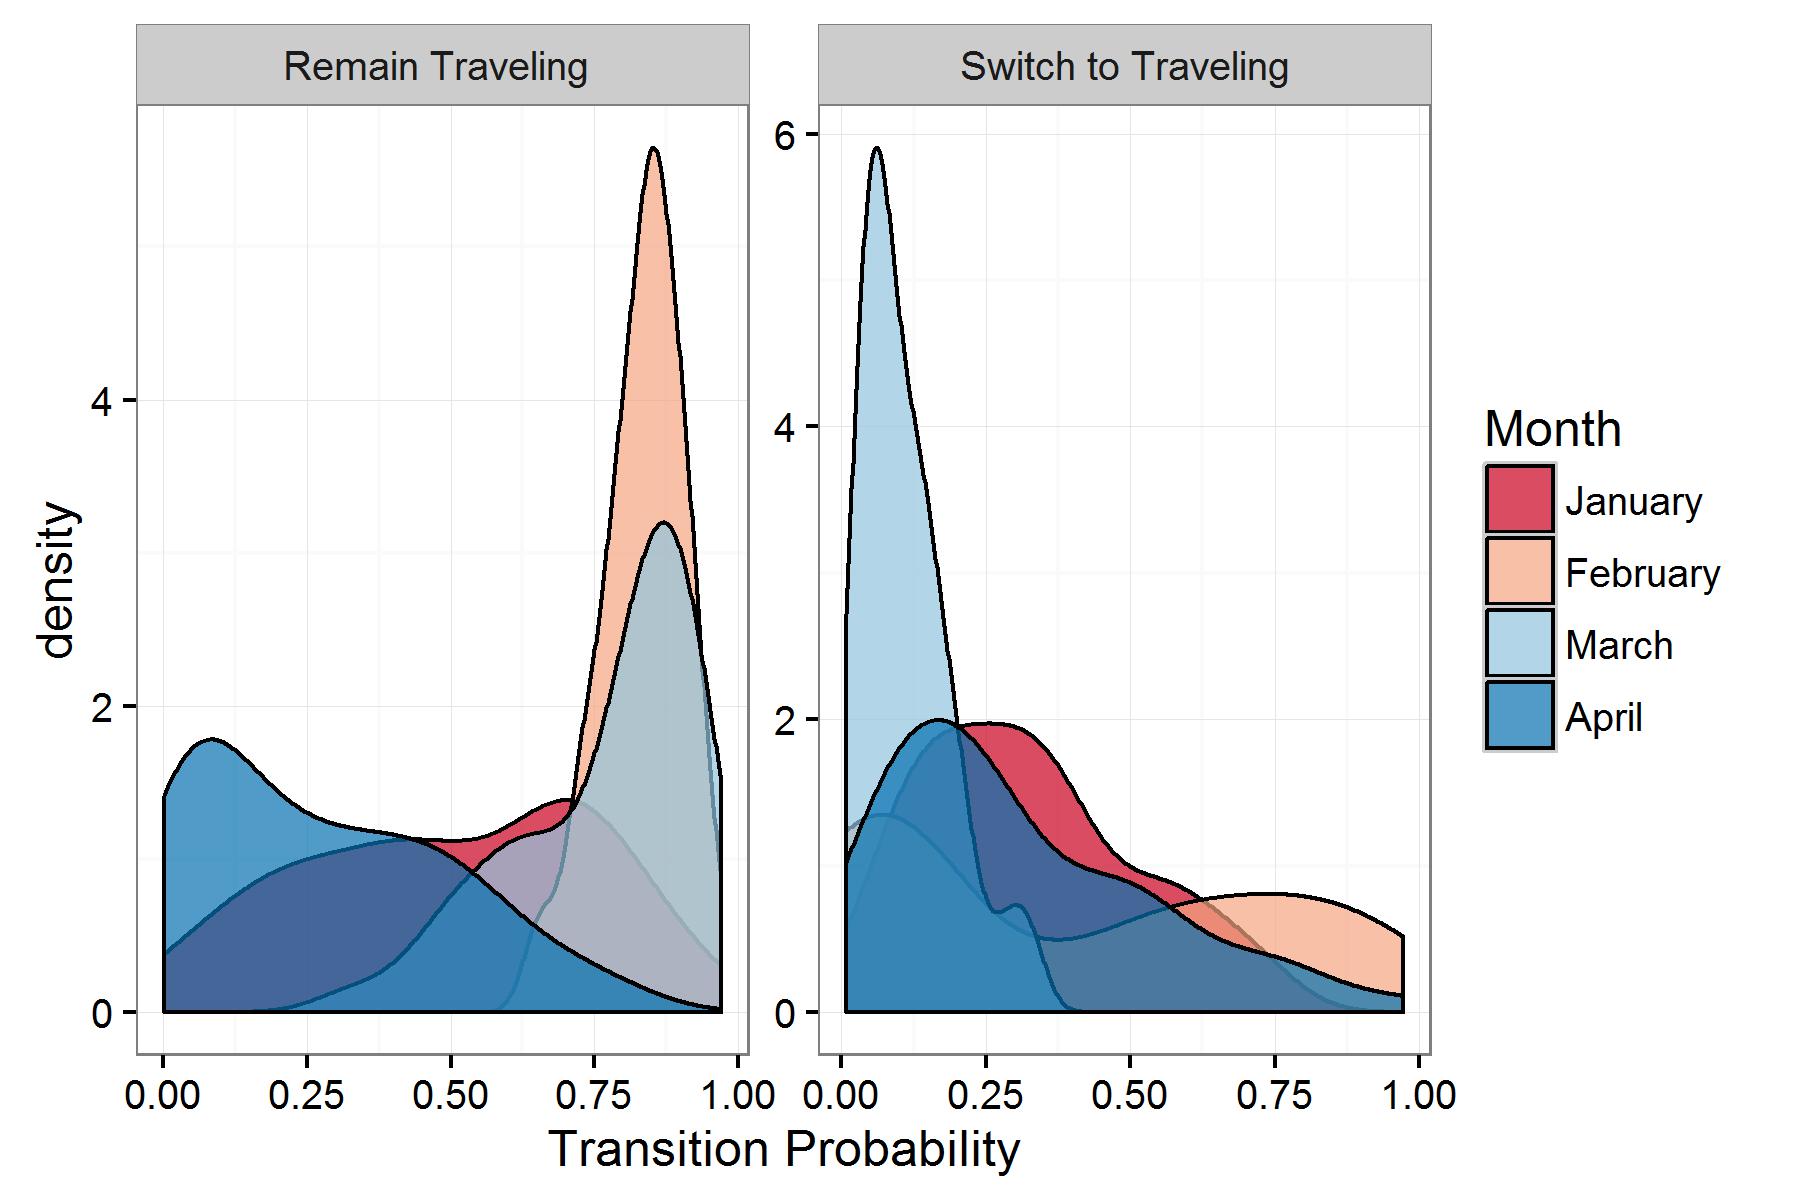 Remain Traveling
Switch to Traveling
density
0
2
4
0
2
4
6
0.00 0.25 0.50 0.75 1.00
0.00 0.25 0.50 0.75 1.00
Transition Probability
Month
January
February
March
April